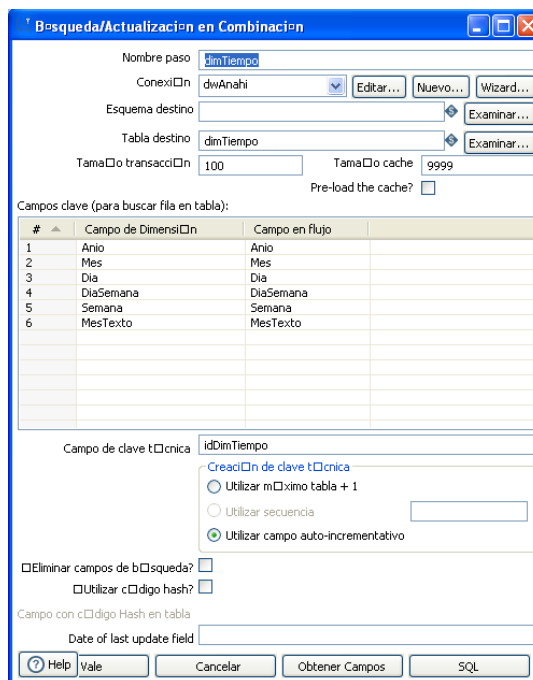 B□squeda/Actualizaci□n en Combinaci□n
Nombre paso dimTiempo
Conexi□n dwAnahi Editar... Nuevo... Wizard...
Esquema destino Examinar...
Tabla destino dimTiempo Examinar...
Tama□o transacci□n 100 Tama□o cache 9999
Pre-load the cache?
Campos clave (para buscar fila en tabla):
# Campo de Dimensi□n Campo en flujo
1 Anio Anio
2 Mes Mes
3 Dia Dia
4 DiaSemana DiaSemana
5 Semana Semana
6 MesTexto MesTexto
Campo de clave t□cnica idDimTiempo
Creaci□n de clave t□cnica
Utilizar m□ximo tabla + 1
Utilizar secuencia
Utilizar campo auto-incrementativo
□Eliminar campos de b□squeda?
□Utilizar c□digo hash?
Campo con c□digo Hash en tabla
Date of last update field
Help Vale Cancelar Obtener Campos SQL